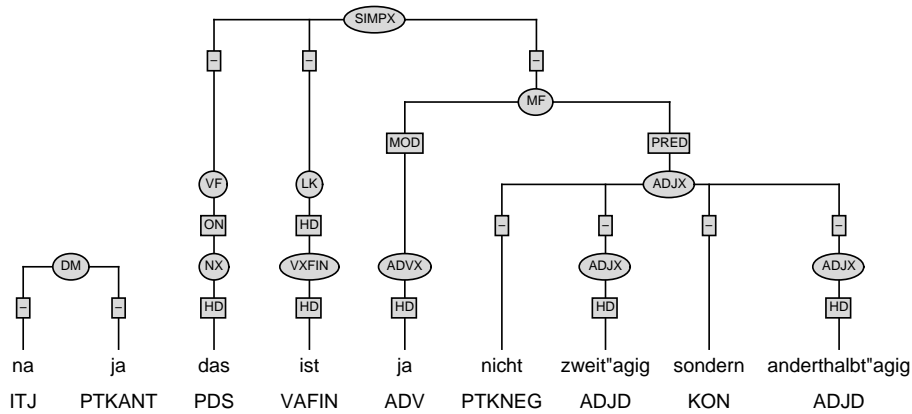 SIMPX
– – –
MF
MOD PRED
VF LK ADJX
ON HD – – – –
DM NX VXFIN ADVX ADJX ADJX
– – HD HD HD HD HD
na ja das ist ja nicht zweit"agig sondern anderthalbt"agig
ITJ PTKANT PDS VAFIN ADV PTKNEG ADJD KON ADJD